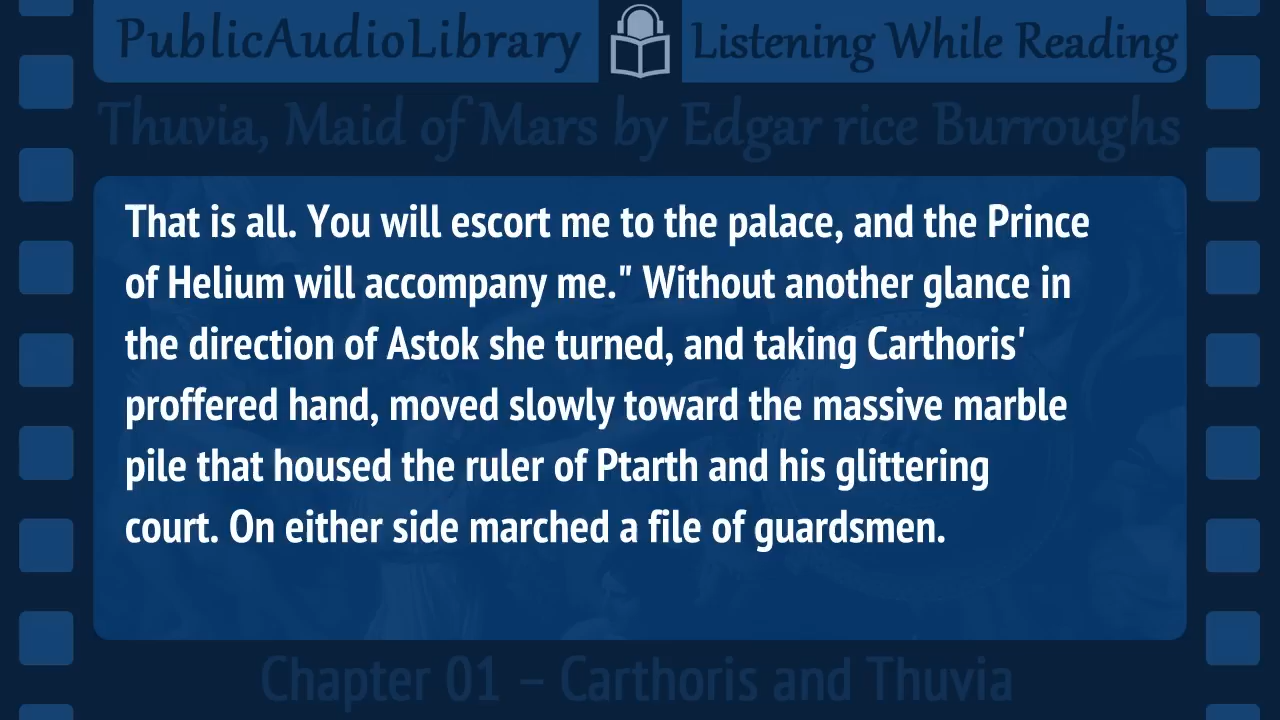 PublicAudioLibrary Listening While Reading
Thuvia, Maid of Mars by Edgar rice Burroughs
That is all. You will escort me to the palace, and the Prince
of Helium will accompany me." Without another glance in
the direction of Astok she turned, and taking Carthoris'
proffered hand, moved slowly toward the massive marble
pile that housed the ruler of Ptarth and his glittering
court. On either side marched a file of guardsmen.
Chapter 01 – Carthoris and Thuvia